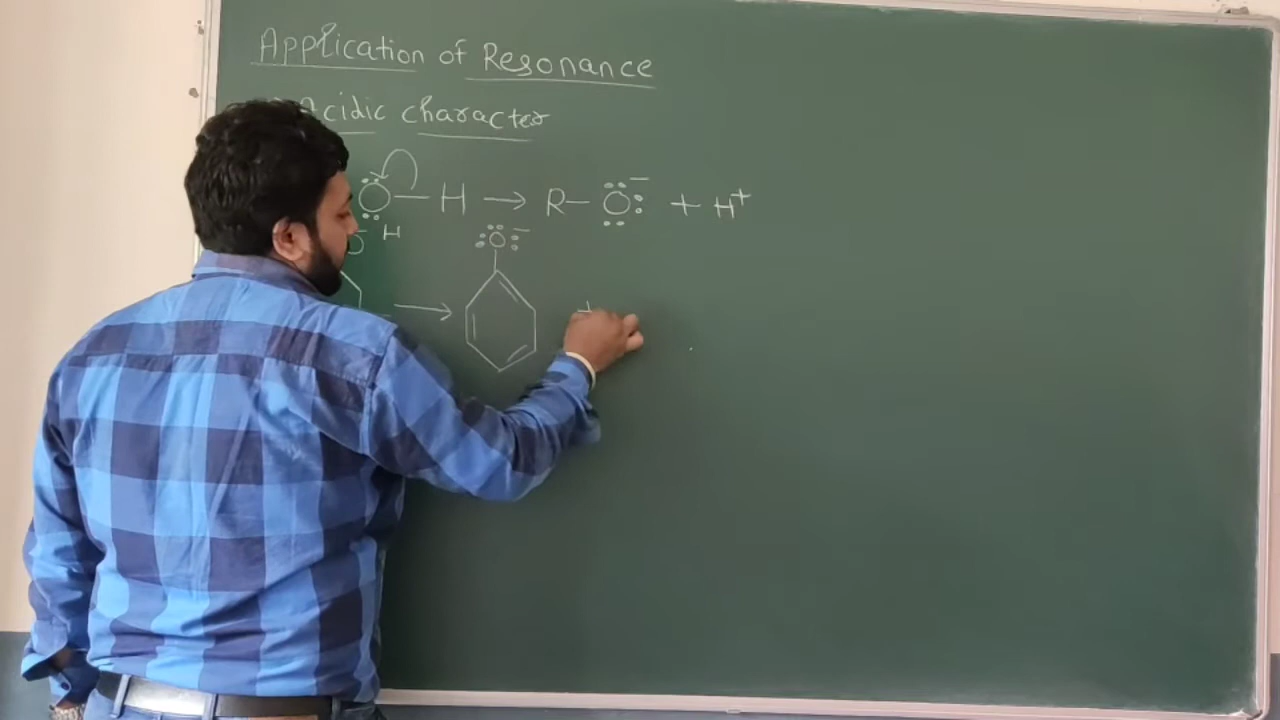 Application of Resonance
Acidic character
O — H → R – O⁻ + H⁺
O – H
→ O⁻ +